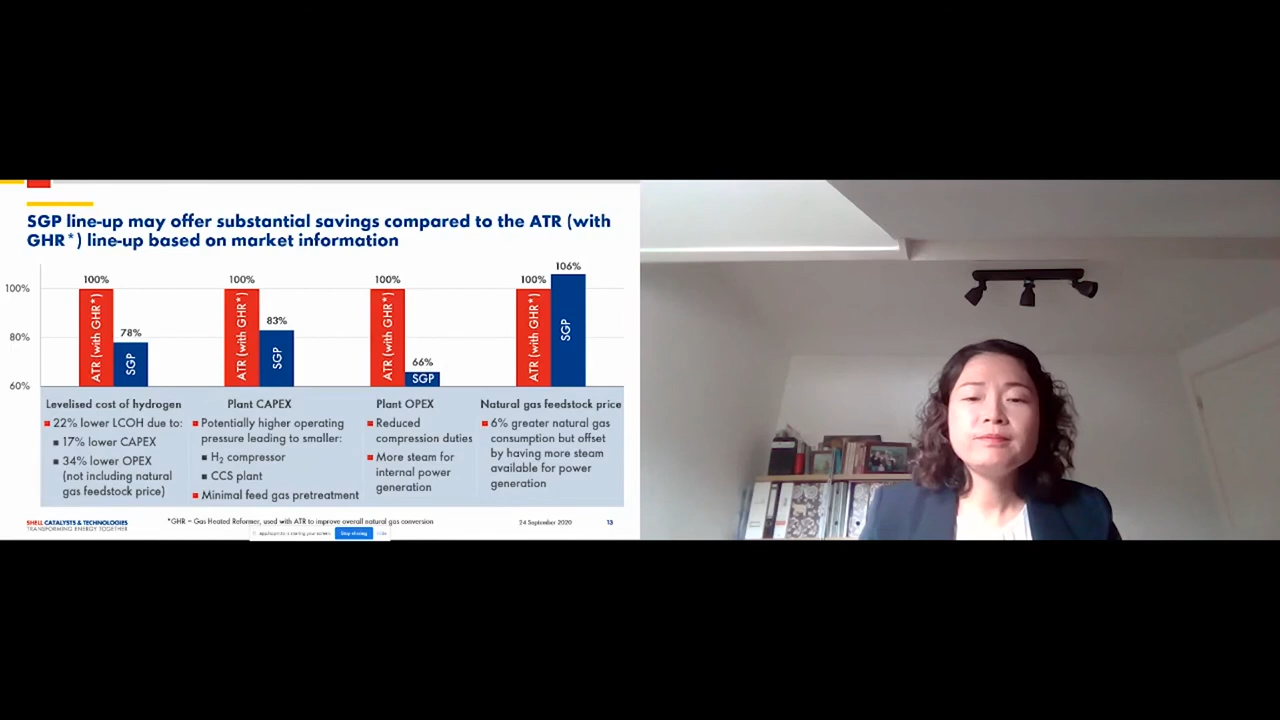 SGP line-up may offer substantial savings compared to the ATR (with
GHR*) line-up based on market information
100%
80%
60%
100%
ATR (with GHR*)
78%
SGP
100%
ATR (with GHR*)
83%
SGP
100%
ATR (with GHR*)
66%
SGP
100%
ATR (with GHR*)
106%
SGP
Levelised cost of hydrogen
22% lower LCOH due to:
17% lower CAPEX
34% lower OPEX
(not including natural
gas feedstock price)
Plant CAPEX
Potentially higher operating
pressure leading to smaller:
H₂ compressor
CCS plant
Minimal feed gas pretreatment
Plant OPEX
Reduced
compression duties
More steam for
internal power
generation
Natural gas feedstock price
6% greater natural gas
consumption but offset
by having more steam
available for power
generation
SHELL CATALYSTS & TECHNOLOGIES
TRANSFORMING ENERGY TOGETHER
*GHR – Gas Heated Reformer, used with ATR to improve overall natural gas conversion
24 September 2020
13
is sharing your screen.
Stop sharing
Hide